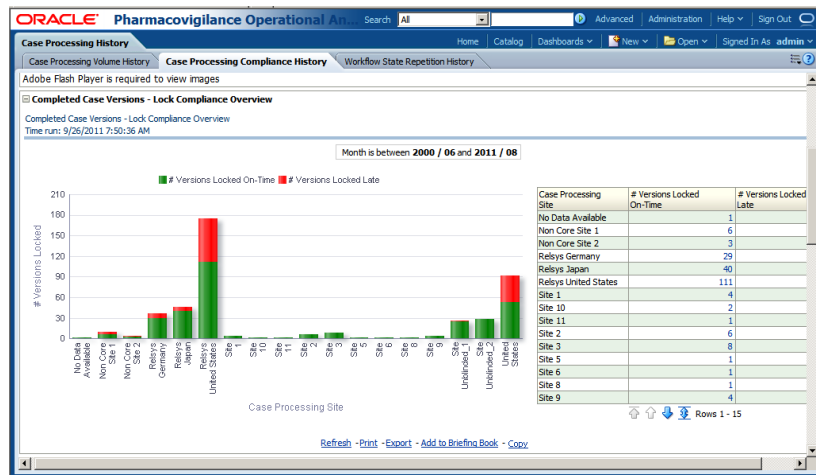 ORACLE Pharmacovigilance Operational An... Search All Advanced Administration Help Sign Out
Case Processing History Home Catalog Dashboards New Open Signed In As admin
Case Processing Volume History Case Processing Compliance History Workflow State Repetition History
Adobe Flash Player is required to view images
Completed Case Versions - Lock Compliance Overview
Completed Case Versions - Lock Compliance Overview
Time run: 9/26/2011 7:50:36 AM
Month is between 2000 / 06 and 2011 / 08
# Versions Locked On-Time # Versions Locked Late
# Versions Locked
210
180
150
120
90
60
30
0
No Data Available
Non Core Site 1
Non Core Site 2
Relsys Germany
Relsys Japan
Relsys United States
Site 1
Site 10
Site 11
Site 2
Site 3
Site 5
Site 6
Site 8
Site 9
Site Unblinded_1
Site Unblinded_2
United States
Case Processing Site
Case Processing Site # Versions Locked On-Time # Versions Locked Late
No Data Available 1
Non Core Site 1 6
Non Core Site 2 3
Relsys Germany 29
Relsys Japan 40
Relsys United States 111
Site 1 4
Site 10 2
Site 11 1
Site 2 6
Site 3 8
Site 5 1
Site 6 1
Site 8 1
Site 9 4
Rows 1 - 15
Refresh - Print - Export - Add to Briefing Book - Copy